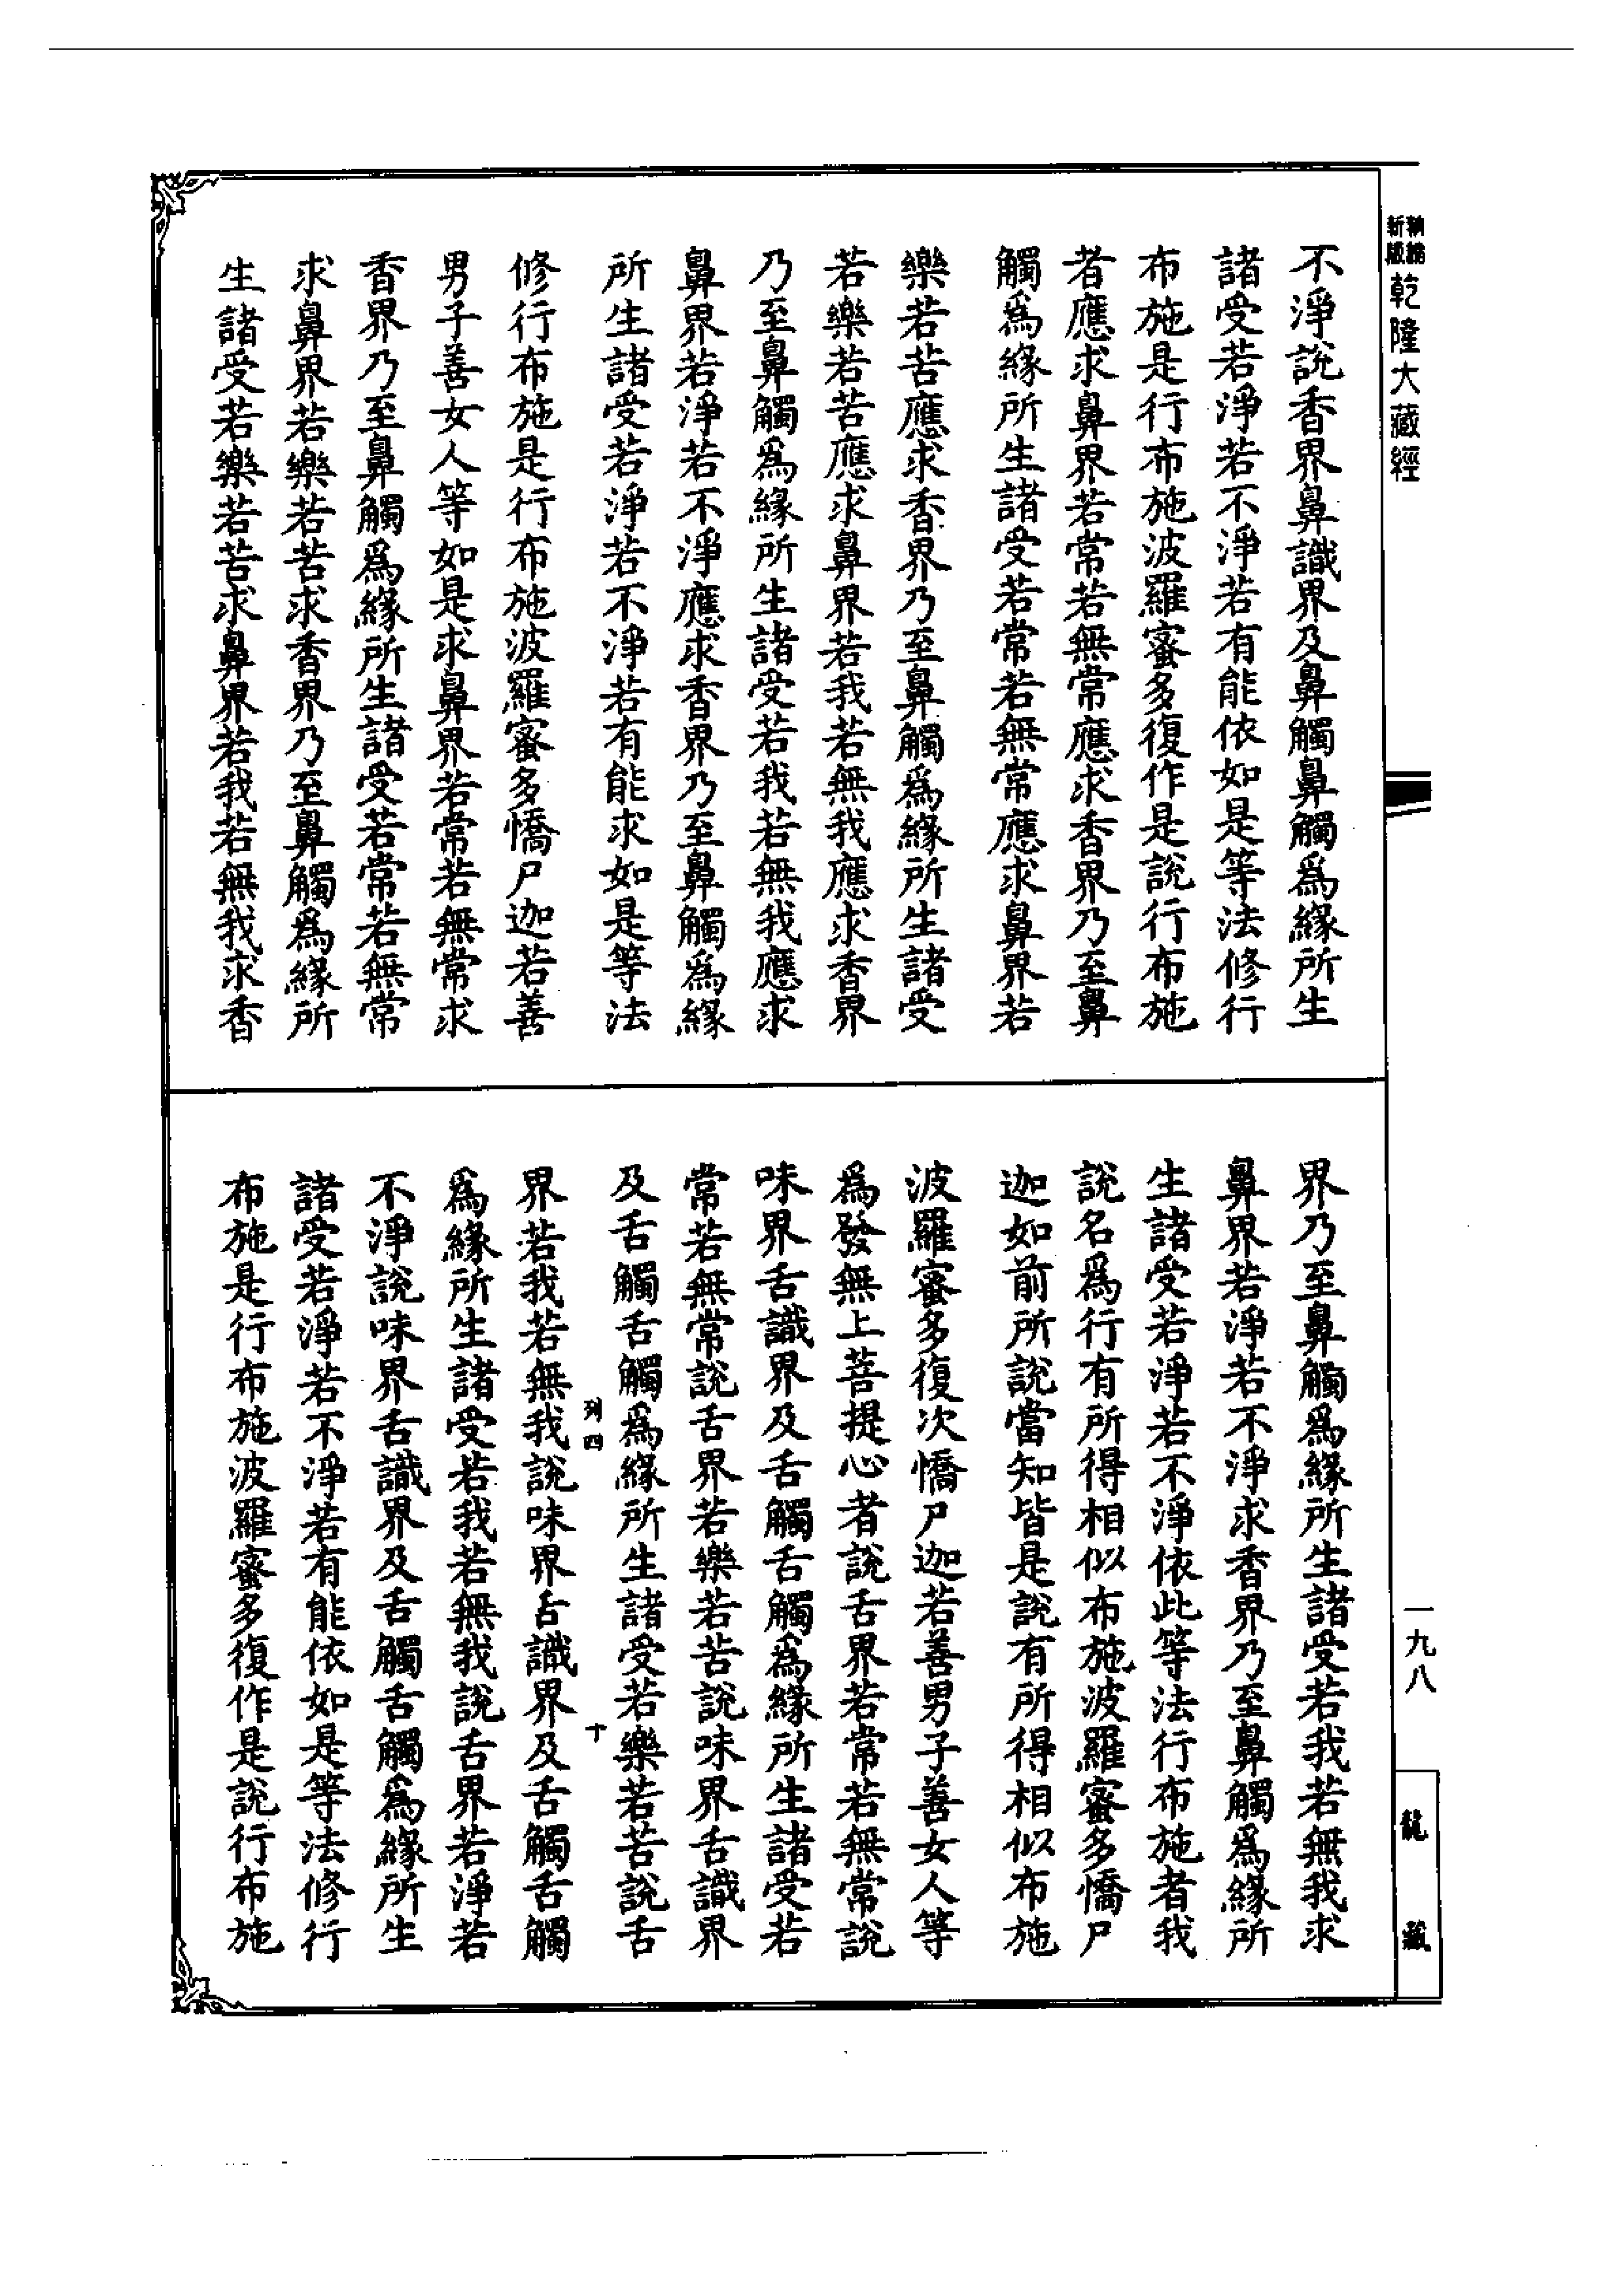 新編縮版
乾隆大藏經
不淨說香界鼻識界及鼻觸鼻觸爲緣所生
諸受若淨若不淨若有能依如是等法修行
布施是行布施波羅蜜多復作是說行布施
者應求鼻界若常若無常應求香界乃至鼻
觸爲緣所生諸受若常若無常應求鼻界若
樂若苦應求香界乃至鼻觸爲緣所生諸受
若樂若苦應求鼻界若我若無我應求香界
乃至鼻觸爲緣所生諸受若我若無我應求
鼻界若淨若不淨應求香界乃至鼻觸爲緣
所生諸受若淨若不淨若有能求如是等法
修行布施是行布施波羅蜜多憍尸迦若善
男子善女人等如是求鼻界若常若無常求
香界乃至鼻觸爲緣所生諸受若常若無常
求鼻界若樂若苦求香界乃至鼻觸爲緣所
生諸受若樂若苦求鼻界若我若無我求香
界乃至鼻觸爲緣所生諸受若我若無我求
鼻界若淨若不淨求香界乃至鼻觸爲緣所
生諸受若淨若不淨依此等法行布施者我
說名爲行有所得相似布施波羅蜜多憍尸
迦如前所說當知皆是說有所得相似布施
波羅蜜多復次憍尸迦若善男子善女人等
爲發無上菩提心者說舌界若常若無常說
味界舌識界及舌觸舌觸爲緣所生諸受若
常若無常說舌界若樂若苦說味界舌識界
及舌觸舌觸爲緣所生諸受若樂若苦說舌
列四 十
界若我若無我說味界舌識界及舌觸舌觸
爲緣所生諸受若我若無我說舌界若淨若
不淨說味界舌識界及舌觸舌觸爲緣所生
諸受若淨若不淨若有能依如是等法修行
布施是行布施波羅蜜多復作是說行布施
一九八
龍藏